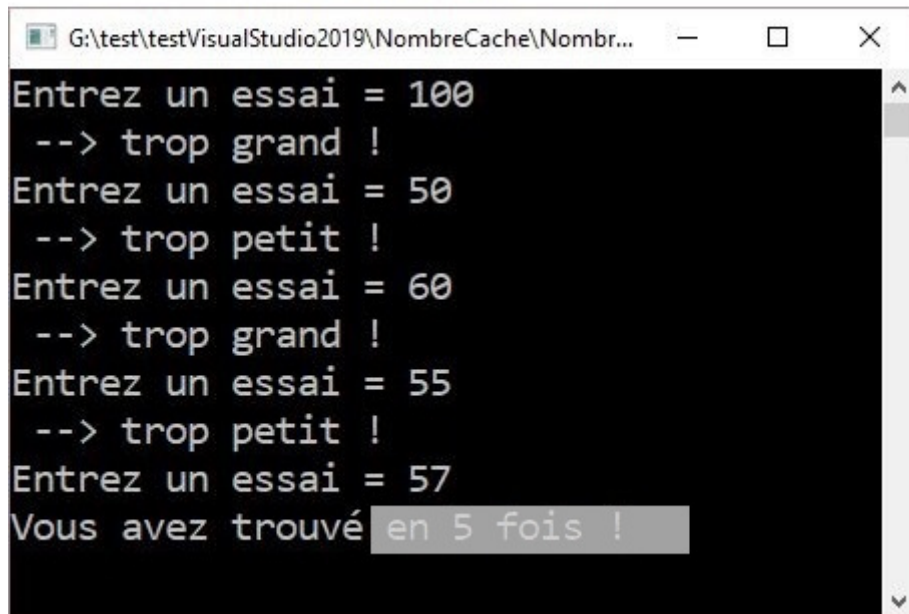 G:\test\testVisualStudio2019\NombreCache\Nombr...
Entrez un essai = 100
--> trop grand !
Entrez un essai = 50
--> trop petit !
Entrez un essai = 60
--> trop grand !
Entrez un essai = 55
--> trop petit !
Entrez un essai = 57
Vous avez trouvé en 5 fois !